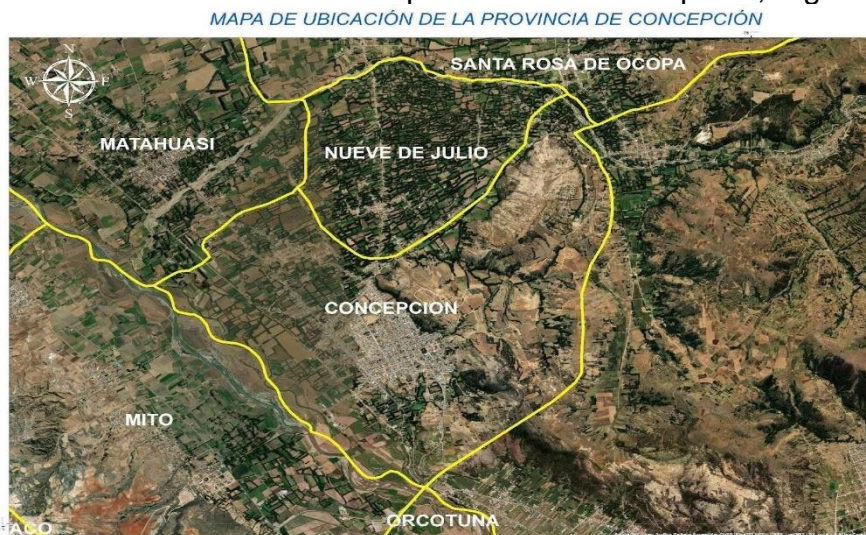 MAPA DE UBICACIÓN DE LA PROVINCIA DE CONCEPCIÓN
N
W E
S
SANTA ROSA DE OCOPA
MATAHUASI
NUEVE DE JULIO
CONCEPCION
MITO
ORCOTUNA
ACO